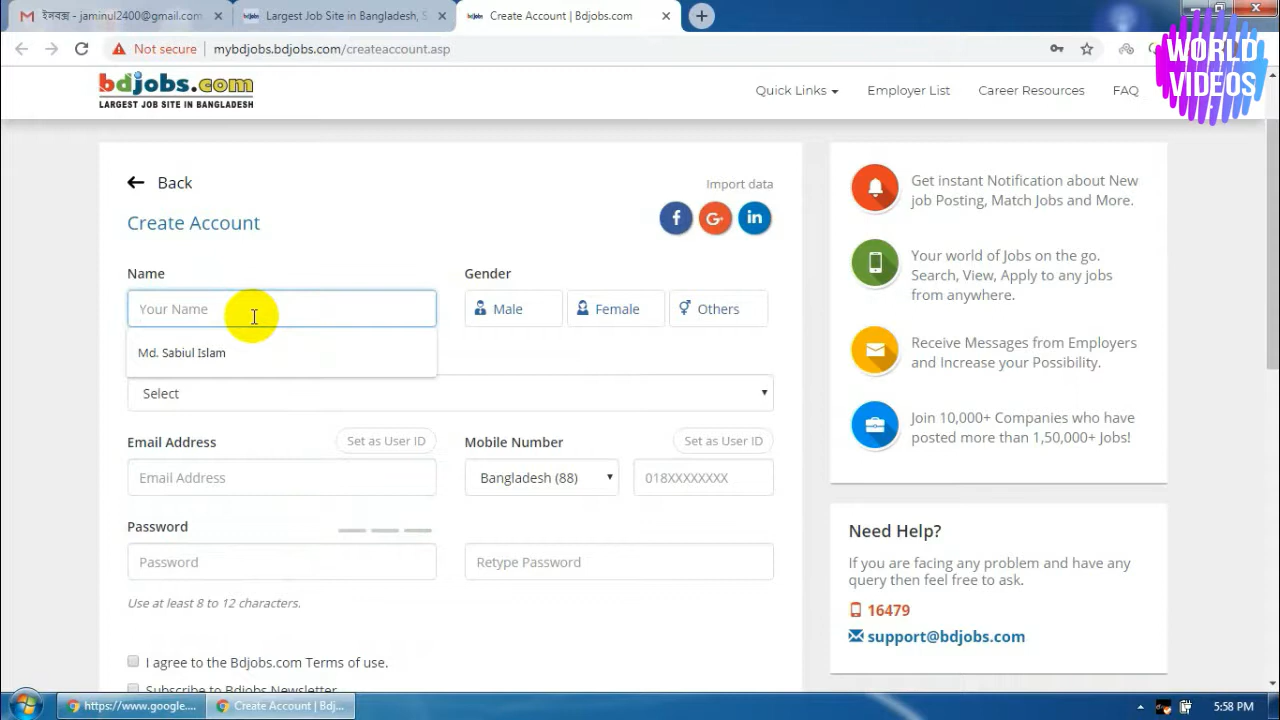 ইনবক্স - jaminul2400@gmail.com
Largest Job Site in Bangladesh, S
Create Account | Bdjobs.com
Not secure | mybdjobs.bdjobs.com/createaccount.asp
WORLD
VIDEOS
bdjobs.com
LARGEST JOB SITE IN BANGLADESH
Quick Links
Employer List
Career Resources
FAQ
Back
Import data
Create Account
Name
Gender
Your Name
Male
Female
Others
Md. Sabiul Islam
Select
Email Address
Set as User ID
Mobile Number
Set as User ID
Email Address
Bangladesh (88)
018XXXXXXXX
Password
Password
Retype Password
Use at least 8 to 12 characters.
I agree to the Bdjobs.com Terms of use.
Subscribe to Bdjobs Newsletter
Get instant Notification about New
job Posting, Match Jobs and More.
Your world of Jobs on the go.
Search, View, Apply to any jobs
from anywhere.
Receive Messages from Employers
and Increase your Possibility.
Join 10,000+ Companies who have
posted more than 1,50,000+ Jobs!
Need Help?
If you are facing any problem and have any
query then feel free to ask.
16479
support@bdjobs.com
https://www.google....
Create Account | Bdj...
5:58 PM